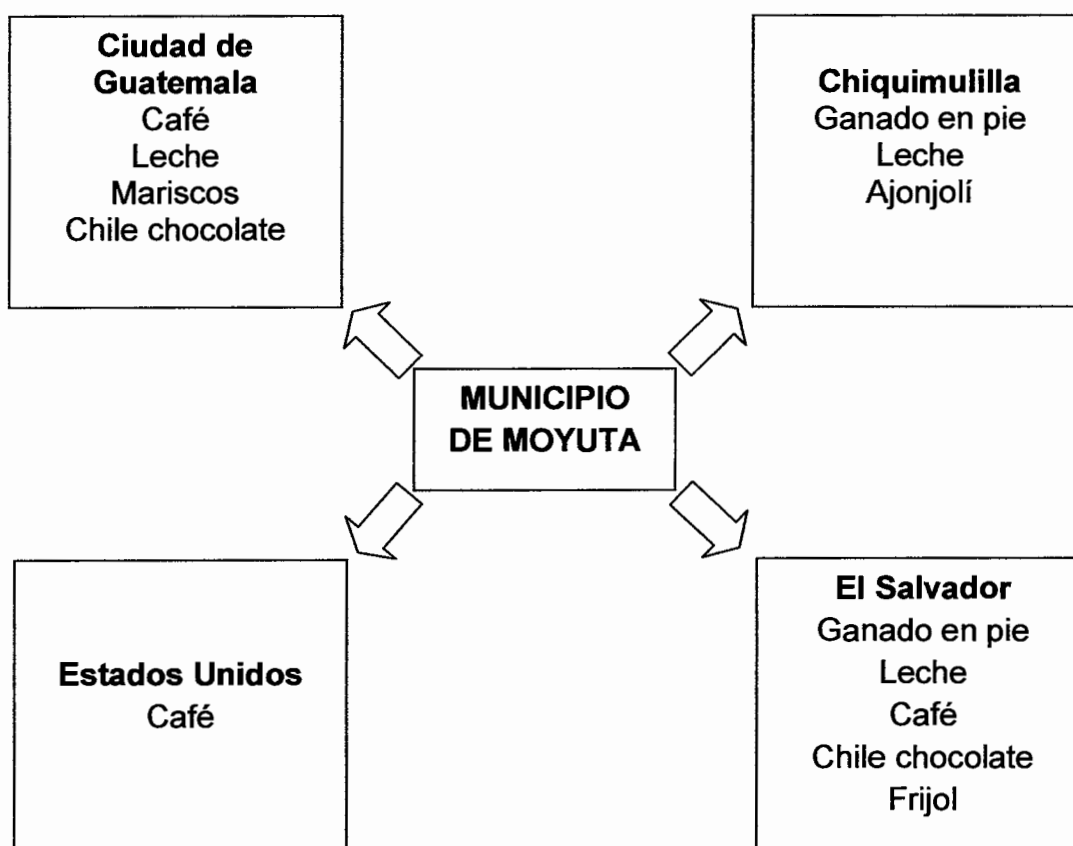 Ciudad de
Guatemala
Café
Leche
Mariscos
Chile chocolate
Chiquimulilla
Ganado en pie
Leche
Ajonjolí
MUNICIPIO
DE MOYUTA
Estados Unidos
Café
El Salvador
Ganado en pie
Leche
Café
Chile chocolate
Frijol